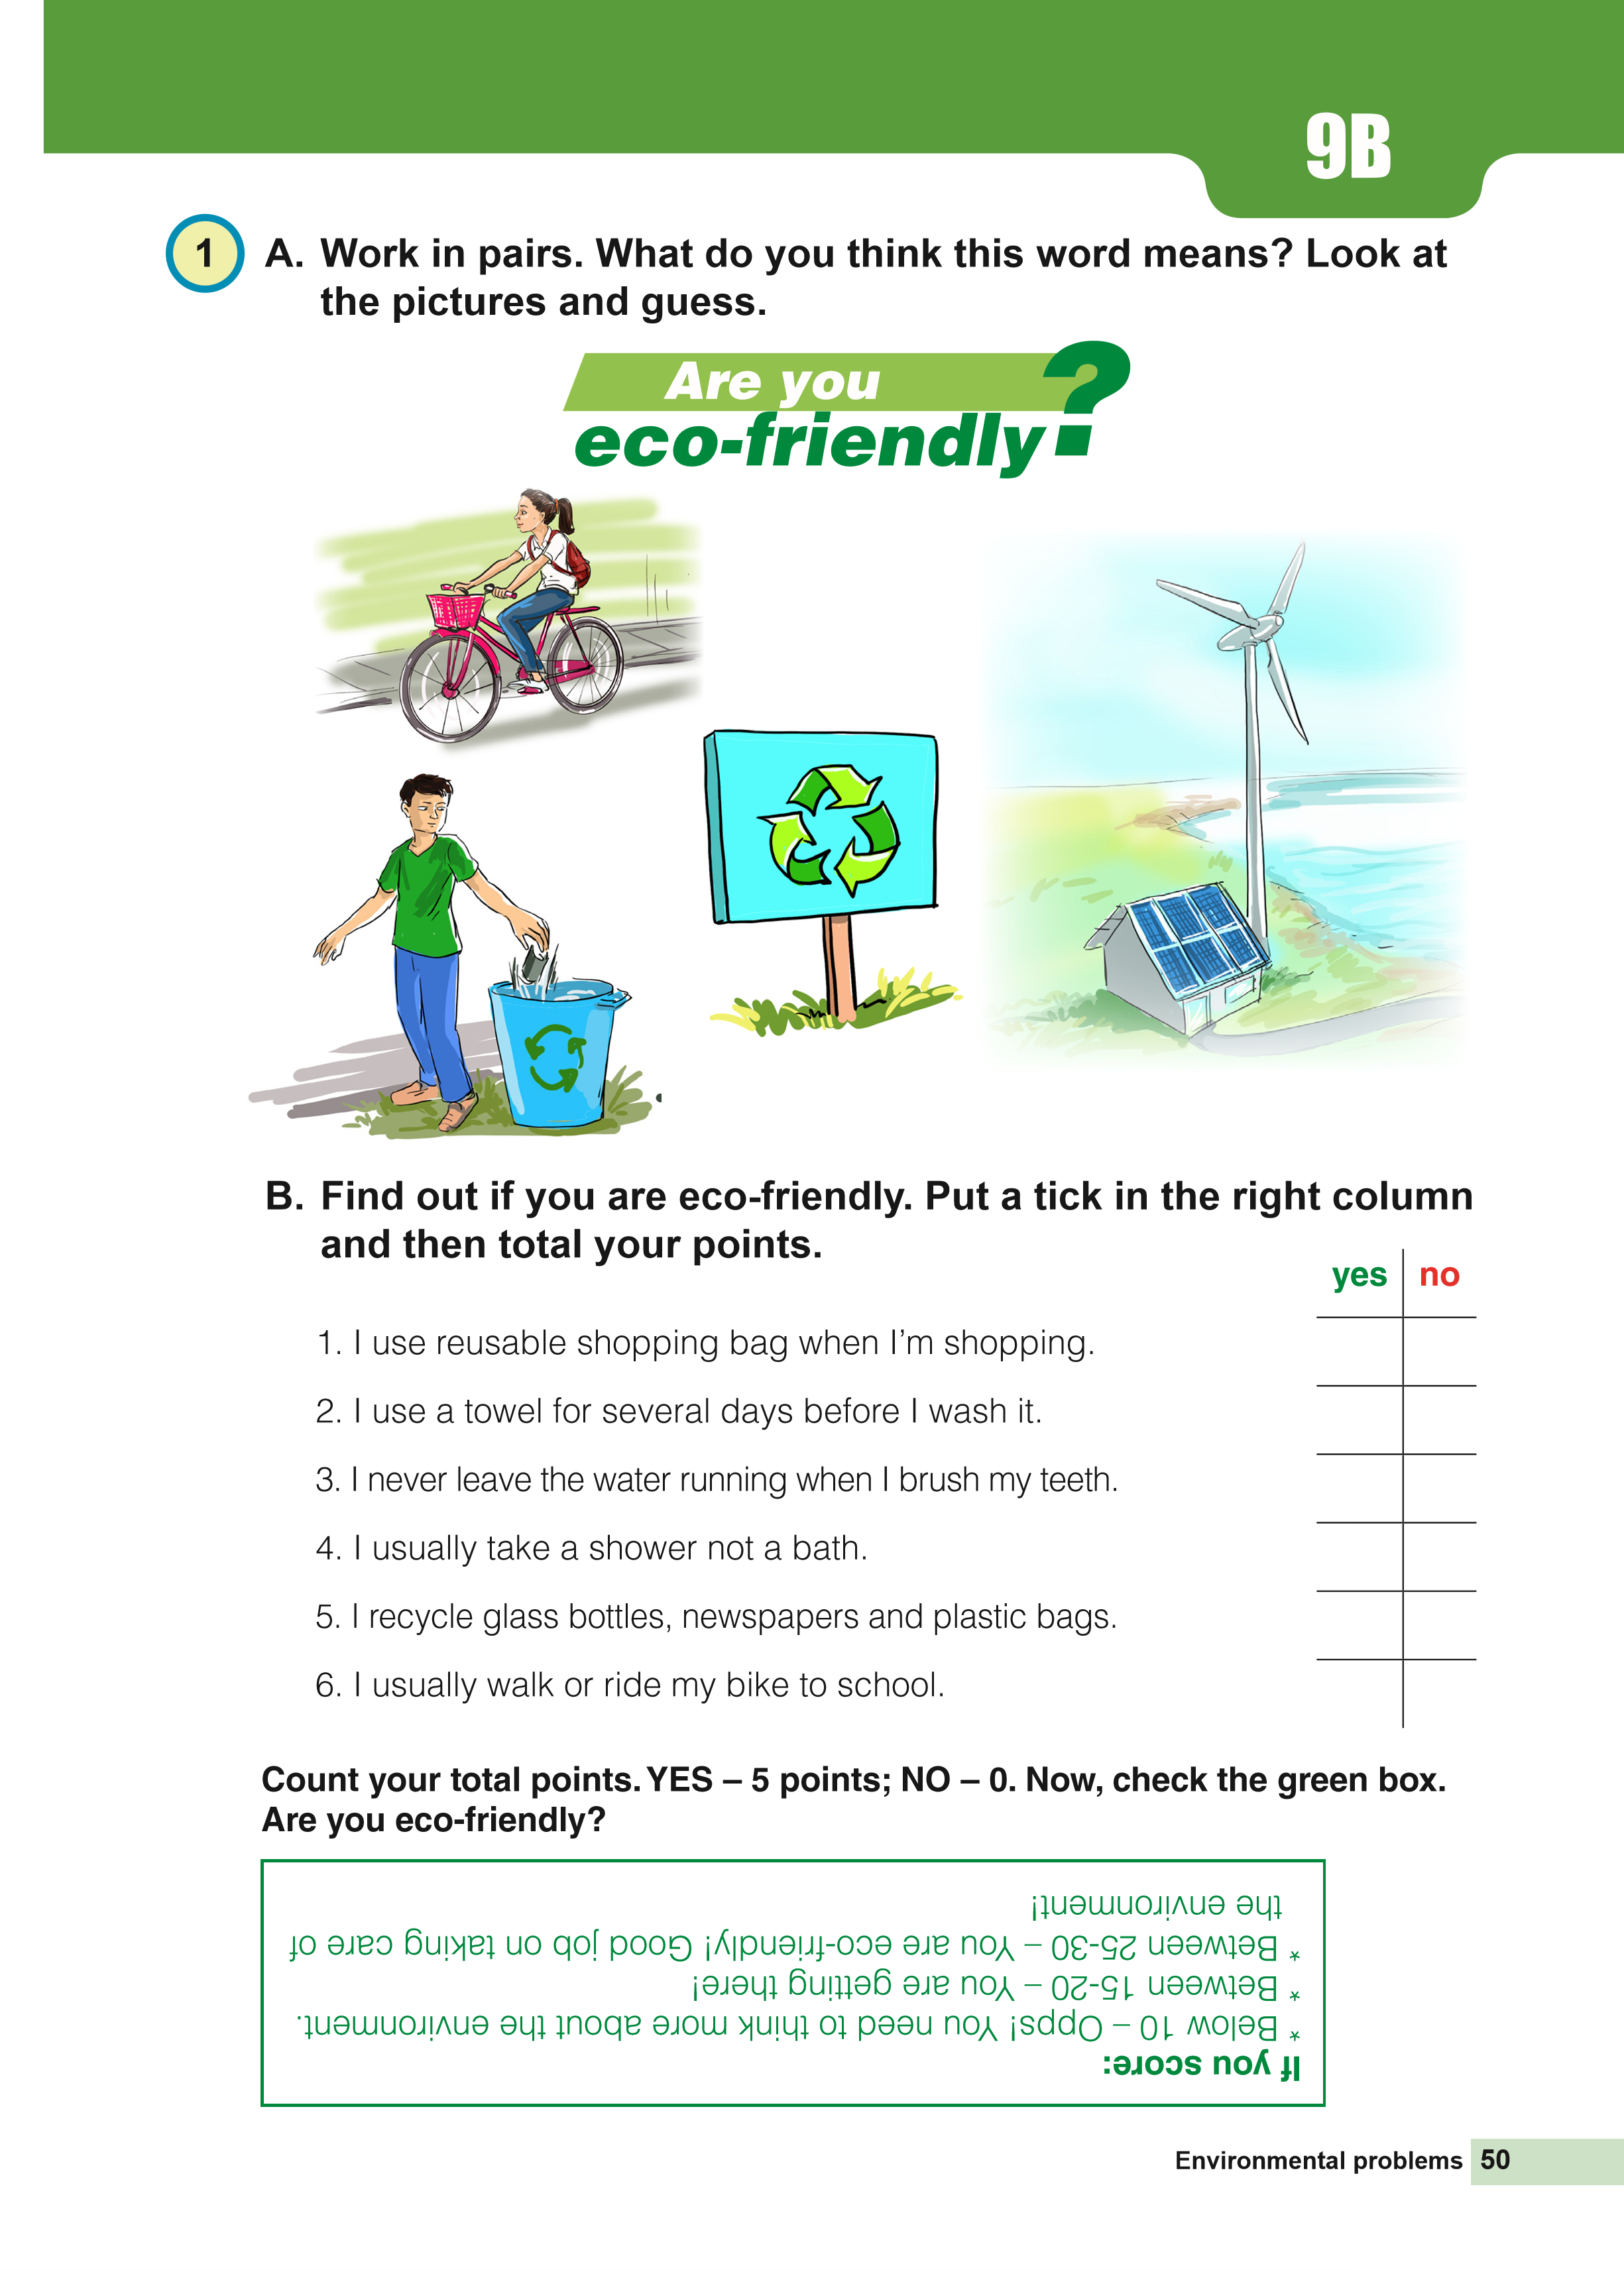 9B
1 A. Work in pairs. What do you think this word means? Look at
the pictures and guess.
Are you
eco-friendly?
B. Find out if you are eco-friendly. Put a tick in the right column
and then total your points.
yes no
1. I use reusable shopping bag when I’m shopping.
2. I use a towel for several days before I wash it.
3. I never leave the water running when I brush my teeth.
4. I usually take a shower not a bath.
5. I recycle glass bottles, newspapers and plastic bags.
6. I usually walk or ride my bike to school.
Count your total points. YES – 5 points; NO – 0. Now, check the green box.
Are you eco-friendly?
If you score:
* Below 10 – Opps! You need to think more about the environment.
* Between 15-20 – You are getting there!
* Between 25-30 – You are eco-friendly! Good job on taking care of
the environment!
Environmental problems 50